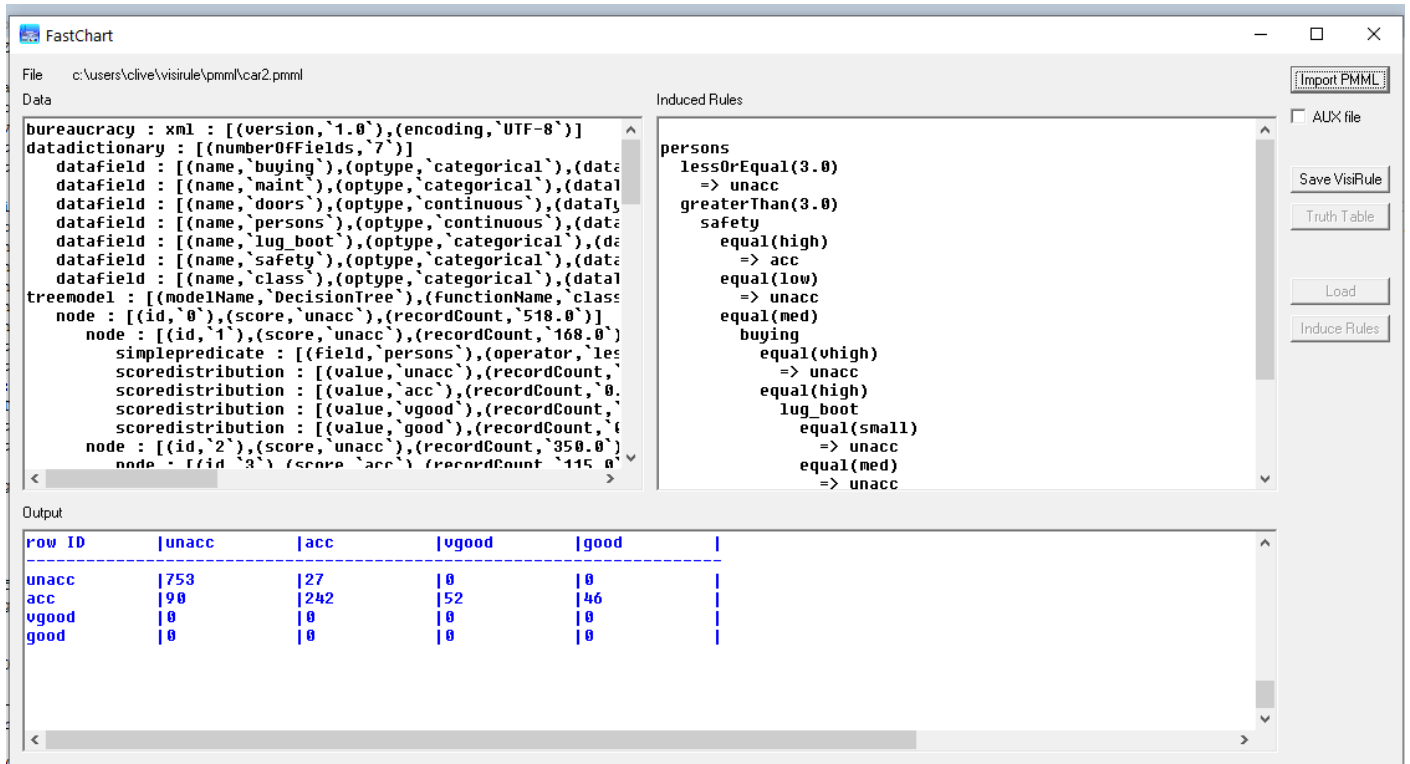 FastChart
File c:\users\clive\visirule\pmml\car2.pmml
Import PMML
Data
Induced Rules
AUX file
bureaucracy : xml : [(version,`1.0`),(encoding,`UTF-8`)]
datadictionary : [(numberOfFields,`7`)]
datafield : [(name,`buying`),(optype,`categorical`),(data
datafield : [(name,`maint`),(optype,`categorical`),(dataT
datafield : [(name,`doors`),(optype,`continuous`),(dataTy
datafield : [(name,`persons`),(optype,`continuous`),(data
datafield : [(name,`lug_boot`),(optype,`categorical`),(da
datafield : [(name,`safety`),(optype,`categorical`),(data
datafield : [(name,`class`),(optype,`categorical`),(dataT
treemodel : [(modelName,`DecisionTree`),(functionName,`class
node : [(id,`0`),(score,`unacc`),(recordCount,`518.0`)]
node : [(id,`1`),(score,`unacc`),(recordCount,`168.0`)
simplepredicate : [(field,`persons`),(operator,`les
scoredistribution : [(value,`unacc`),(recordCount,`
scoredistribution : [(value,`acc`),(recordCount,`0.
scoredistribution : [(value,`vgood`),(recordCount,`
scoredistribution : [(value,`good`),(recordCount,`0
node : [(id,`2`),(score,`unacc`),(recordCount,`350.0`)
node : [(id,`3`),(score,`acc`),(recordCount,`115.0`
persons
lessOrEqual(3.0)
=> unacc
greaterThan(3.0)
safety
equal(high)
=> acc
equal(low)
=> unacc
equal(med)
buying
equal(vhigh)
=> unacc
equal(high)
lug_boot
equal(small)
=> unacc
equal(med)
=> unacc
Save VisiRule
Truth Table
Load
Induce Rules
Output
row ID |unacc |acc |vgood |good |
unacc |753 |27 |0 |0 |
acc |90 |242 |52 |46 |
vgood |0 |0 |0 |0 |
good |0 |0 |0 |0 |